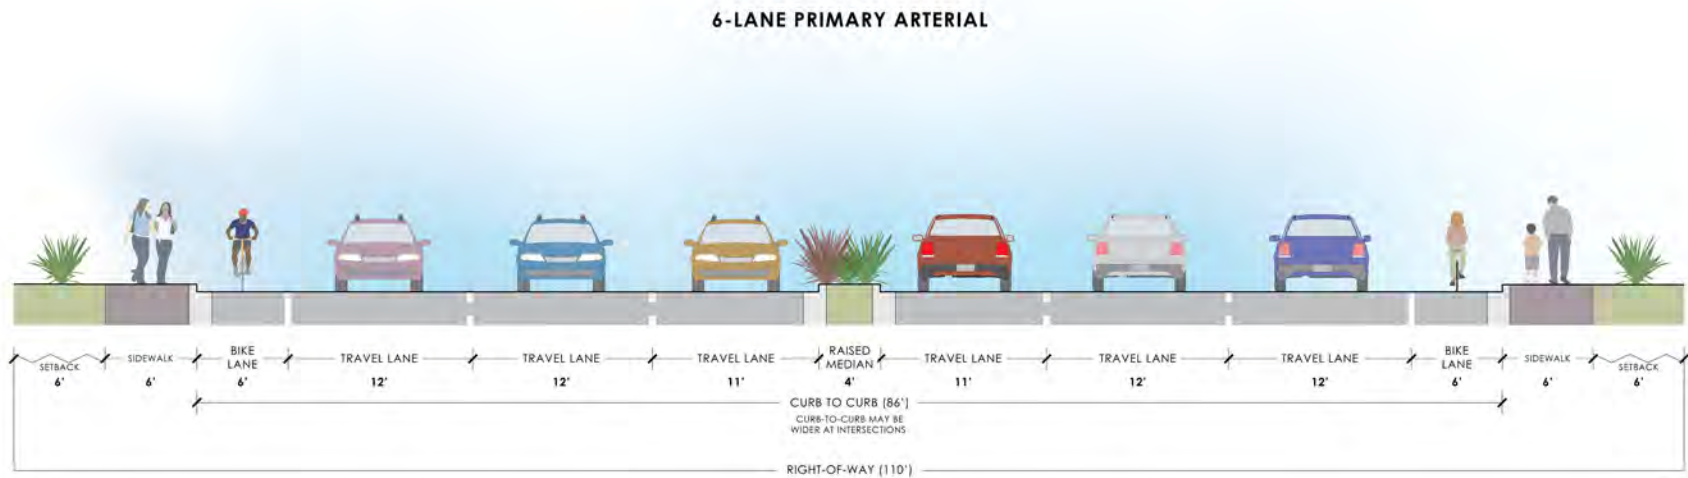 6-LANE PRIMARY ARTERIAL
SETBACK
6'
SIDEWALK
6'
BIKE
LANE
6'
TRAVEL LANE
12'
TRAVEL LANE
12'
TRAVEL LANE
11'
RAISED
MEDIAN
4'
TRAVEL LANE
11'
TRAVEL LANE
12'
TRAVEL LANE
12'
BIKE
LANE
6'
SIDEWALK
6'
SETBACK
6'
CURB TO CURB (86')
CURB-TO-CURB MAY BE
WIDER AT INTERSECTIONS
RIGHT-OF-WAY (110')